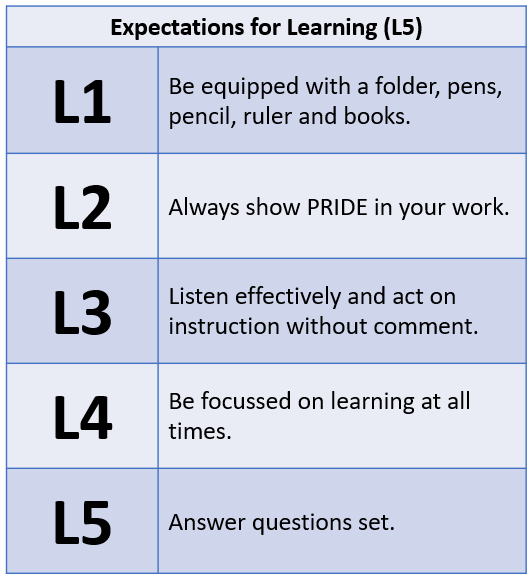 Expectations for Learning (L5)
L1
Be equipped with a folder, pens,
pencil, ruler and books.
L2
Always show PRIDE in your work.
L3
Listen effectively and act on
instruction without comment.
L4
Be focussed on learning at all
times.
L5
Answer questions set.